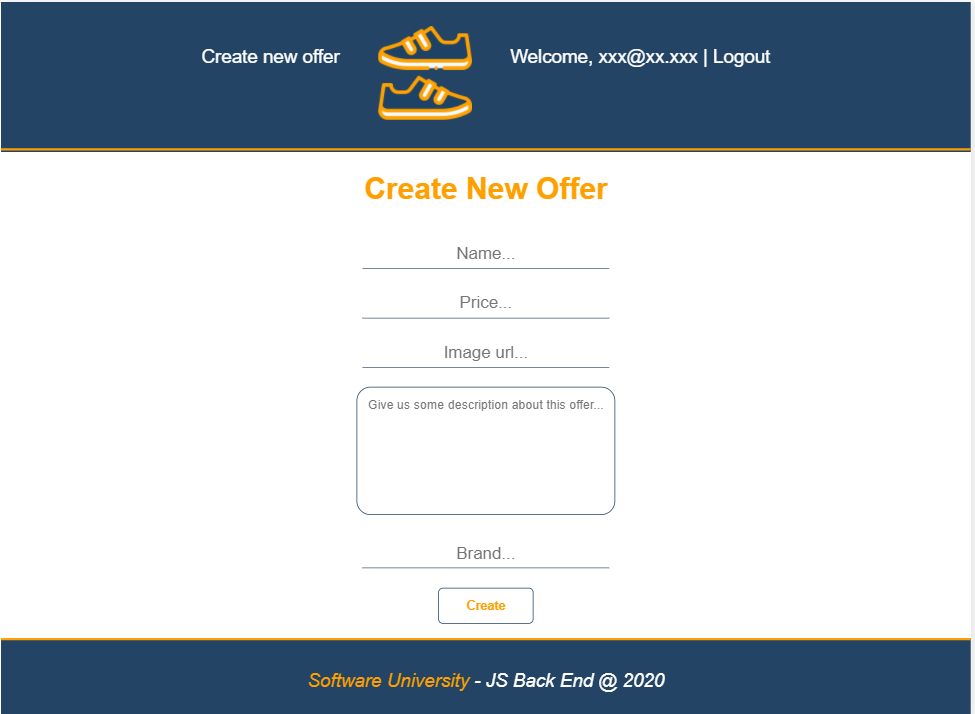 Create new offer
Welcome, xxx@xx.xxx | Logout
Create New Offer
Name...
Price...
Image url...
Give us some description about this offer...
Brand...
Create
Software University - JS Back End @ 2020